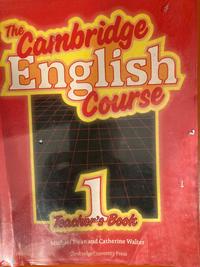 The
Cambridge
English
Course
1
Teacher's Book
Michael Swan and Catherine Walter
Cambridge University Press